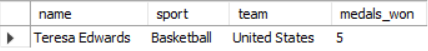 name sport team medals_won
Teresa Edwards Basketball United States 5